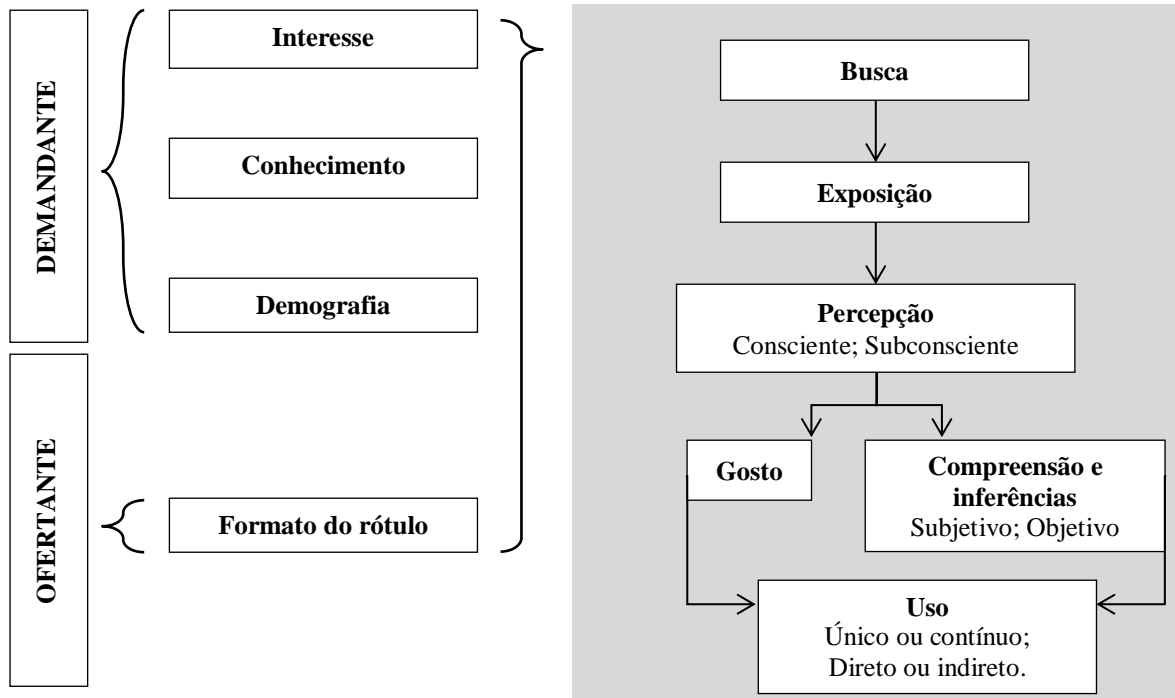 DEMANDANTE
Interesse
Conhecimento
Demografia
OFERTANTE
Formato do rótulo
Busca
Exposição
Percepção
Consciente; Subconsciente
Gosto
Compreensão e
inferências
Subjetivo; Objetivo
Uso
Único ou contínuo;
Direto ou indireto.